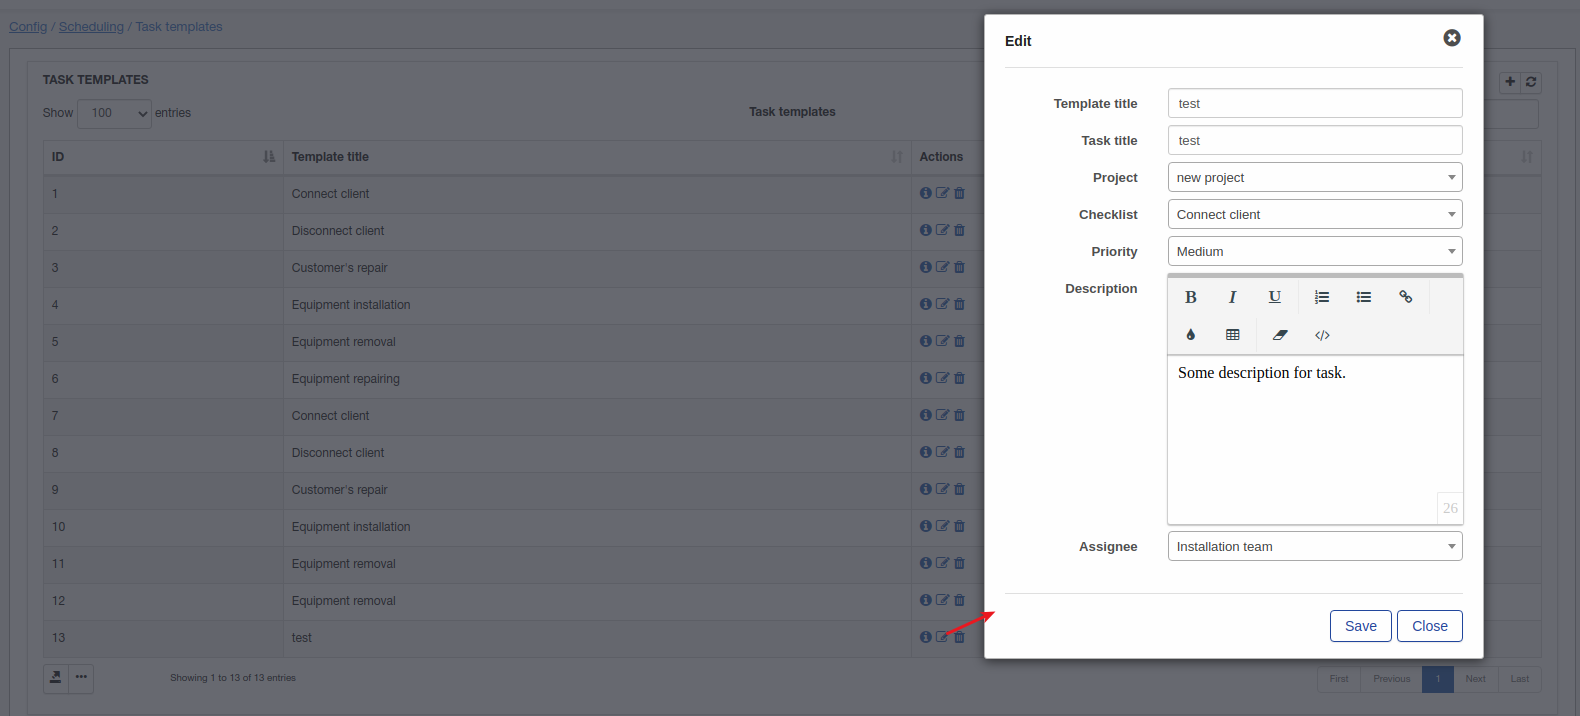 Config / Scheduling / Task templates
TASK TEMPLATES
Show 100 entries
Task templates
ID Template title Actions
1 Connect client
2 Disconnect client
3 Customer's repair
4 Equipment installation
5 Equipment removal
6 Equipment repairing
7 Connect client
8 Disconnect client
9 Customer's repair
10 Equipment installation
11 Equipment removal
12 Equipment removal
13 test
Showing 1 to 13 of 13 entries
First Previous 1 Next Last
Edit
Template title test
Task title test
Project new project
Checklist Connect client
Priority Medium
Description
B I U
Some description for task.
26
Assignee Installation team
Save Close